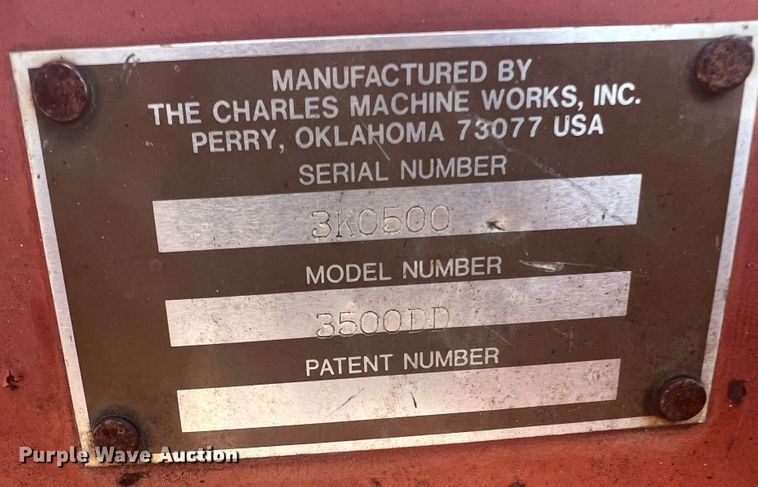 MANUFACTURED BY
THE CHARLES MACHINE WORKS, INC.
PERRY, OKLAHOMA 73077 USA
SERIAL NUMBER
3K0500
MODEL NUMBER
3500DD
PATENT NUMBER
Purple Wave Auction